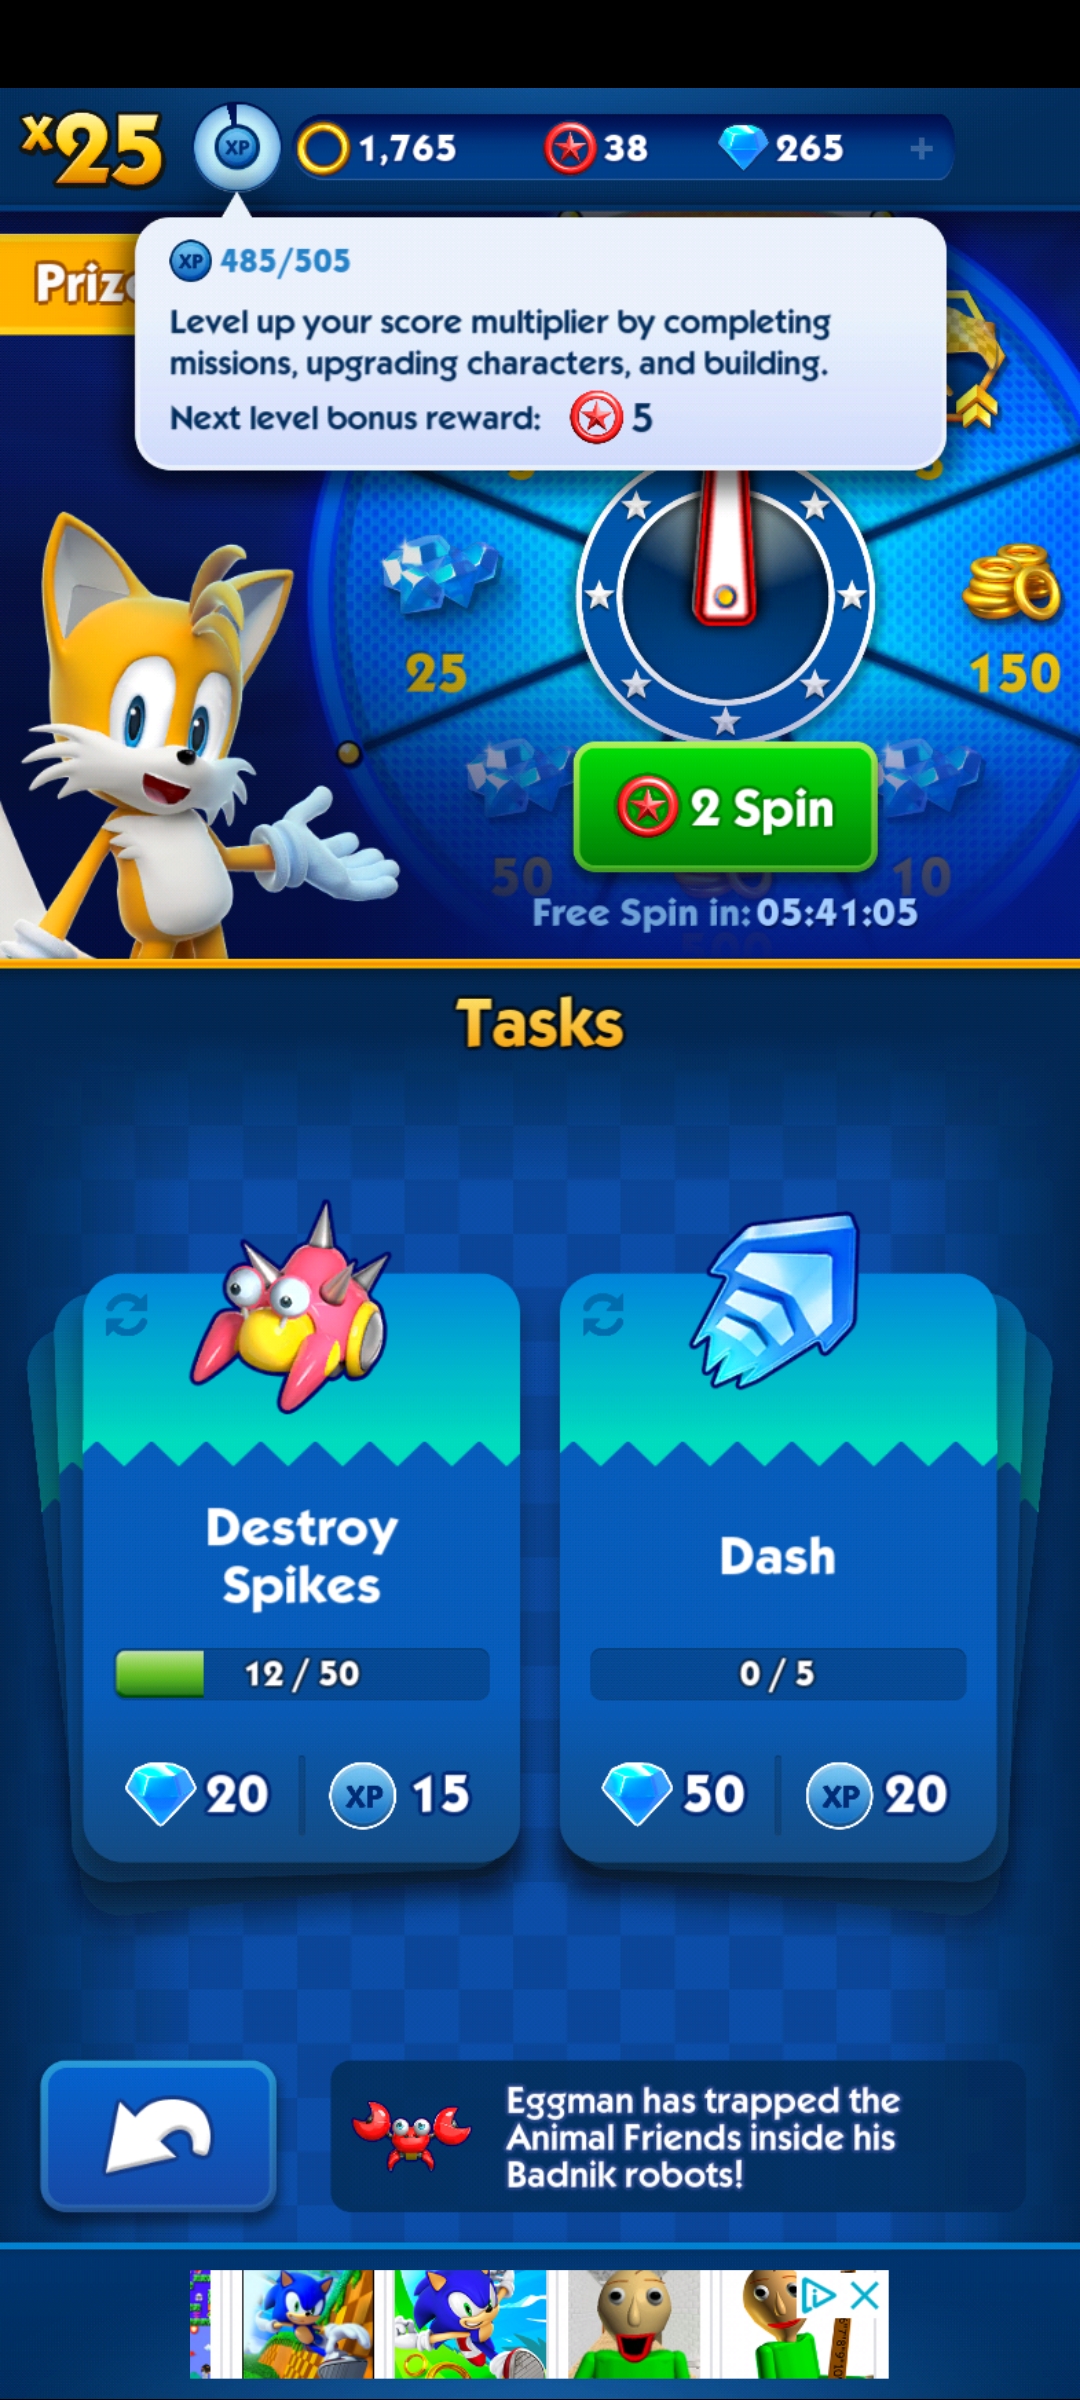 x25
XP
1,765
38
265
+
XP 485/505
Level up your score multiplier by completing
missions, upgrading characters, and building.
Next level bonus reward: 5
25
150
2 Spin
50
10
Free Spin in: 05:41:05
500
Tasks
Destroy
Spikes
12 / 50
20
XP 15
Dash
0 / 5
50
XP 20
Eggman has trapped the
Animal Friends inside his
Badnik robots!